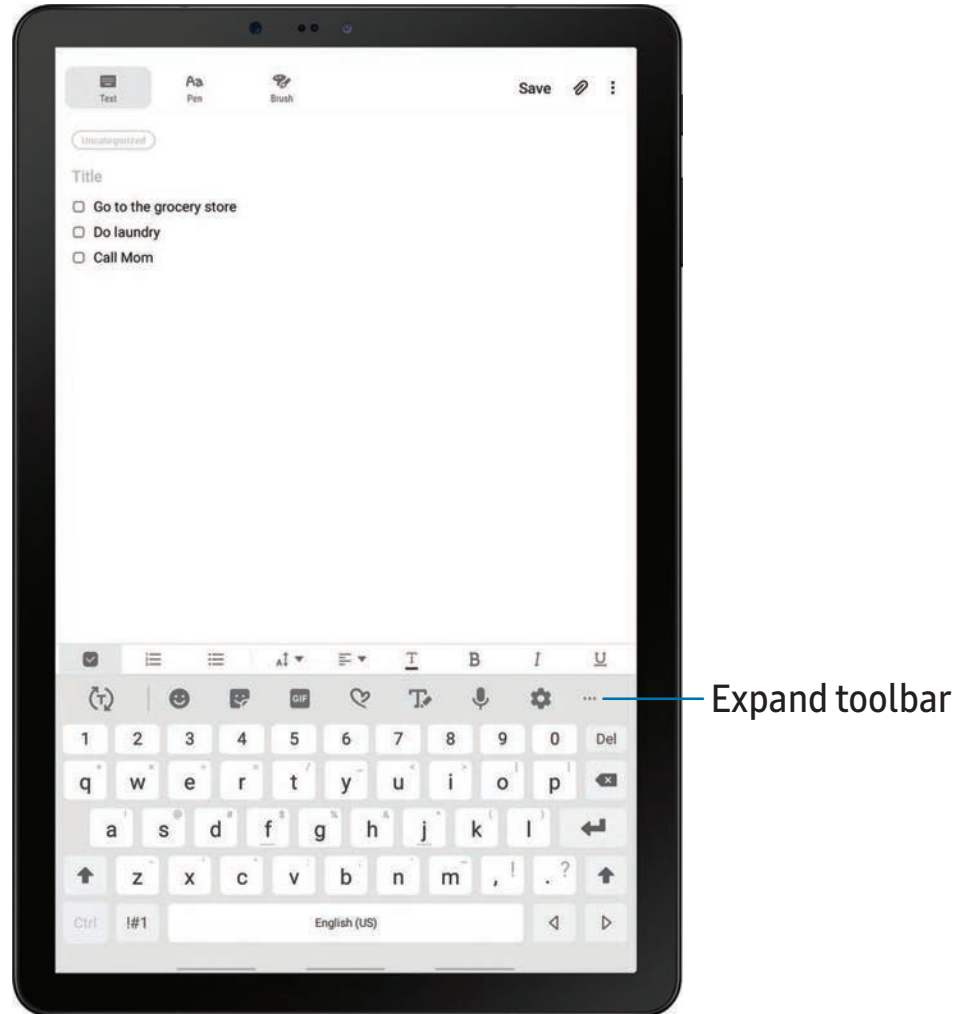 Text Aa Pen Brush Save
Uncategorized
Title
Go to the grocery store
Do laundry
Call Mom
A T B I U
T GIF T
Expand toolbar
1 2 3 4 5 6 7 8 9 0 Del
q w e r t y u i o p
a s d f g h j k l
z x c v b n m , ! . ?
Ctrl !#1 English (US)